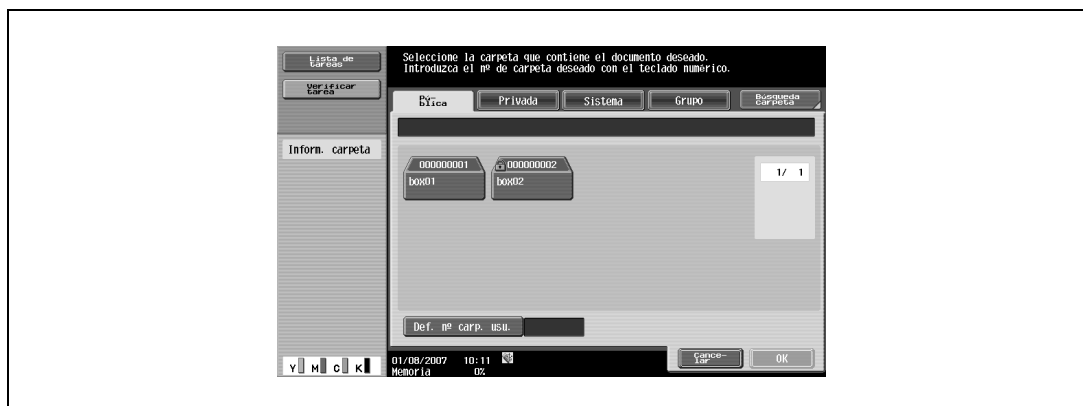 Lista de
tareas
Verificar
tarea
Inform. carpeta
Seleccione la carpeta que contiene el documento deseado.
Introduzca el nº de carpeta deseado con el teclado numérico.
Pú-
blica
Privada
Sistema
Grupo
Búsqueda
carpeta
000000001
box01
000000002
box02
1/ 1
Def. nº carp. usu.
Cance-
lar
OK
Y M C K
01/08/2007 10:11
Memoria 0%